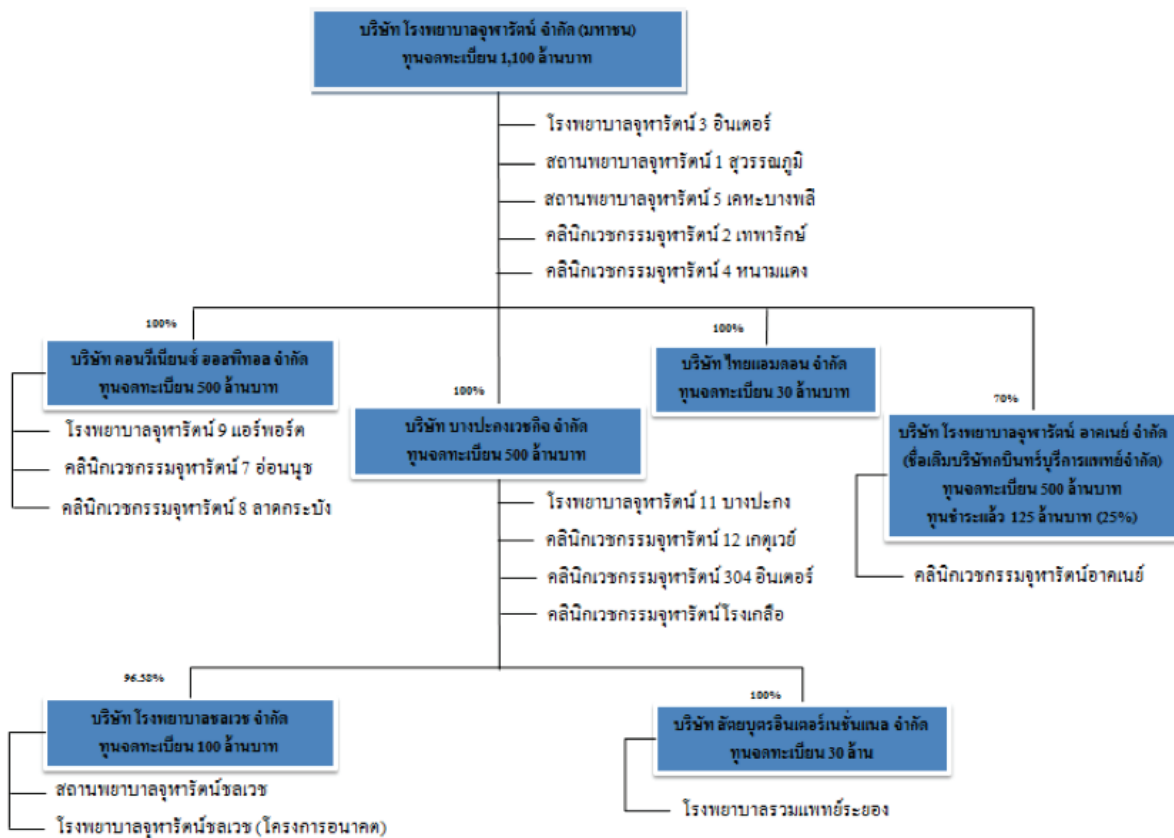 บริษัท โรงพยาบาลจุฬารัตน์ จำกัด (มหาชน)
ทุนจดทะเบียน 1,100 ล้านบาท
โรงพยาบาลจุฬารัตน์ 3 อินเตอร์
สถานพยาบาลจุฬารัตน์ 1 สุวรรณภูมิ
สถานพยาบาลจุฬารัตน์ 5 เคหะบางพลี
คลินิกเวชกรรมจุฬารัตน์ 2 เทพารักษ์
คลินิกเวชกรรมจุฬารัตน์ 4 หนามแดง
100%
บริษัท คอนวีเนียนซ์ ฮอสพิทอล จำกัด
ทุนจดทะเบียน 500 ล้านบาท
โรงพยาบาลจุฬารัตน์ 9 แอร์พอร์ต
คลินิกเวชกรรมจุฬารัตน์ 7 อ่อนนุช
คลินิกเวชกรรมจุฬารัตน์ 8 ลาดกระบัง
100%
บริษัท บางปะกงเวชกิจ จำกัด
ทุนจดทะเบียน 500 ล้านบาท
โรงพยาบาลจุฬารัตน์ 11 บางปะกง
คลินิกเวชกรรมจุฬารัตน์ 12 เกตุเวย์
คลินิกเวชกรรมจุฬารัตน์ 304 อินเตอร์
คลินิกเวชกรรมจุฬารัตน์โรงเกลือ
100%
บริษัท ไทยแอมดอน จำกัด
ทุนจดทะเบียน 30 ล้านบาท
70%
บริษัท โรงพยาบาลจุฬารัตน์ อาคเนย์ จำกัด
(ชื่อเดิมบริษัทกบินทร์บุรีการแพทย์จำกัด)
ทุนจดทะเบียน 500 ล้านบาท
ทุนชำระแล้ว 125 ล้านบาท (25%)
คลินิกเวชกรรมจุฬารัตน์อาคเนย์
96.58%
บริษัท โรงพยาบาลชลเวช จำกัด
ทุนจดทะเบียน 100 ล้านบาท
สถานพยาบาลจุฬารัตน์ชลเวช
โรงพยาบาลจุฬารัตน์ชลเวช (โครงการอนาคต)
100%
บริษัท สัตยบุตรอินเตอร์เนชั่นแนล จำกัด
ทุนจดทะเบียน 30 ล้าน
โรงพยาบาลรวมแพทย์ระยอง